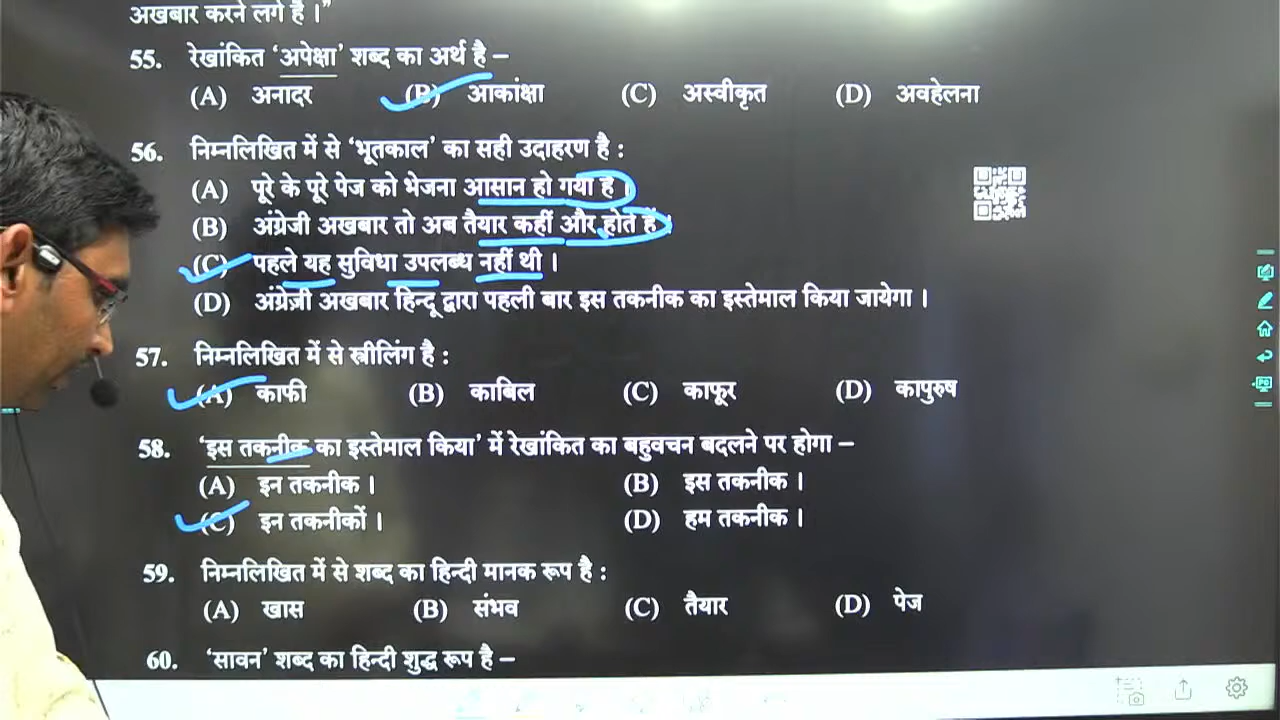 अखबार करने लगे हैं।"
55. रेखांकित 'अपेक्षा' शब्द का अर्थ है –
(A) अनादर (B) आकांक्षा (C) अस्वीकृत (D) अवहेलना
56. निम्नलिखित में से 'भूतकाल' का सही उदाहरण है :
(A) पूरे के पूरे पेज को भेजना आसान हो गया है।
(B) अंग्रेजी अखबार तो अब तैयार कहीं और होते हैं।
(C) पहले यह सुविधा उपलब्ध नहीं थी।
(D) अंग्रेज़ी अखबार हिन्दू द्वारा पहली बार इस तकनीक का इस्तेमाल किया जायेगा।
57. निम्नलिखित में से स्त्रीलिंग है :
(A) काफी (B) काबिल (C) काफूर (D) कापुरुष
58. 'इस तकनीक का इस्तेमाल किया' में रेखांकित का बहुवचन बदलने पर होगा –
(A) इन तकनीक। (B) इस तकनीक।
(C) इन तकनीकों। (D) हम तकनीक।
59. निम्नलिखित में से शब्द का हिन्दी मानक रूप है :
(A) खास (B) संभव (C) तैयार (D) पेज
60. 'सावन' शब्द का हिन्दी शुद्ध रूप है –